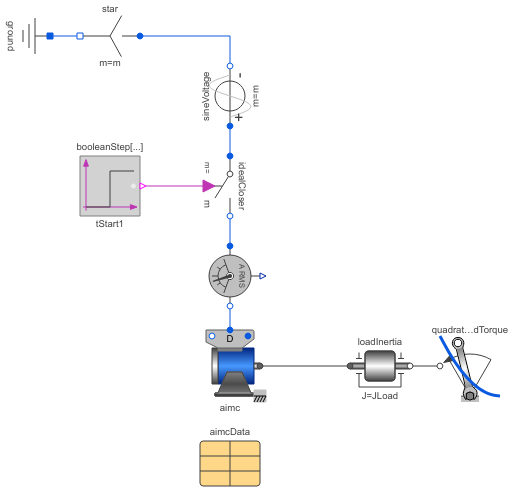 star
ground
m=m
-
sineVoltage
m=m
+
booleanStep[...]
m=
m
idealCloser
tStart1
A RMS
D
aimc
loadInertia
J=JLoad
quadrat...dTorque
aimcData